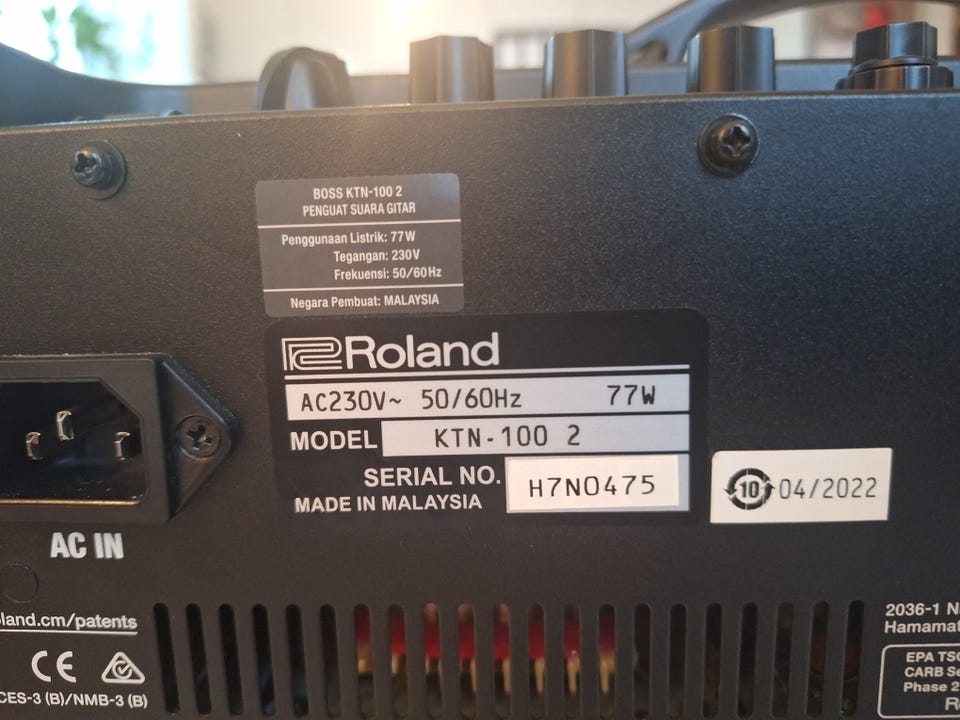 BOSS KTN-100 2
PENGUAT SUARA GITAR
Penggunaan Listrik: 77W
Tegangan: 230V
Frekuensi: 50/60Hz
Negara Pembuat: MALAYSIA
Roland
AC230V~ 50/60Hz 77W
MODEL KTN-100 2
SERIAL NO. H7N0475
MADE IN MALAYSIA
10 04/2022
AC IN
land.cm/patents
CE
CES-3 (B)/NMB-3 (B)
2036-1 N
Hamamat
EPA TSC
CARB Se
Phase 2